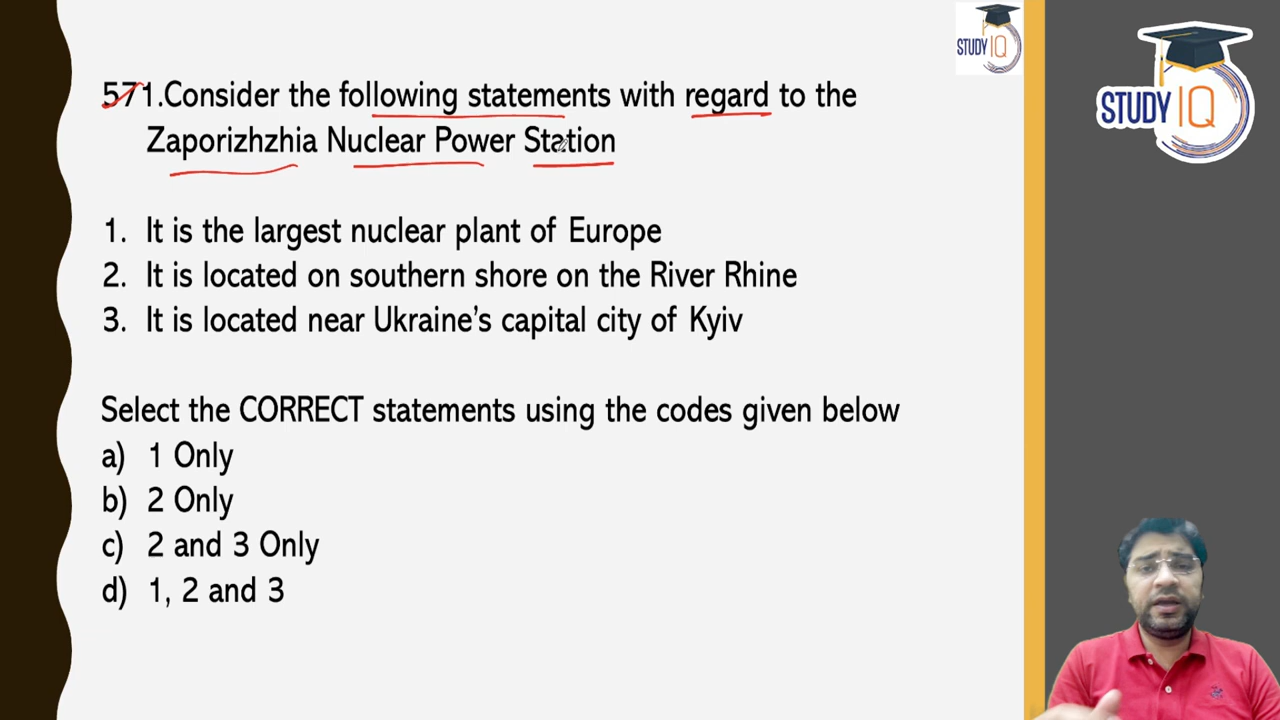 STUDY IQ
STUDY IQ
571.Consider the following statements with regard to the
Zaporizhzhia Nuclear Power Station
1. It is the largest nuclear plant of Europe
2. It is located on southern shore on the River Rhine
3. It is located near Ukraine’s capital city of Kyiv
Select the CORRECT statements using the codes given below
a) 1 Only
b) 2 Only
c) 2 and 3 Only
d) 1, 2 and 3